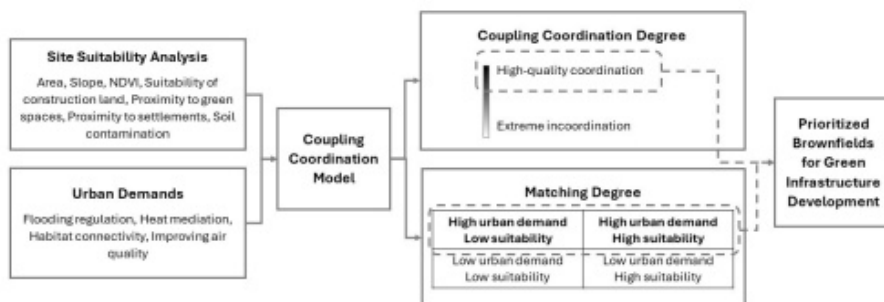 Site Suitability Analysis
Area, Slope, NDVI, Suitability of
construction land, Proximity to green
spaces, Proximity to settlements, Soil
contamination
Urban Demands
Flooding regulation, Heat mediation,
Habitat connectivity, Improving air
quality
Coupling
Coordination
Model
Coupling Coordination Degree
High-quality coordination
Extreme incoordination
Matching Degree
High urban demand
Low suitability
High urban demand
High suitability
Low urban demand
Low suitability
Low urban demand
High suitability
Prioritized
Brownfields
for Green
Infrastructure
Development